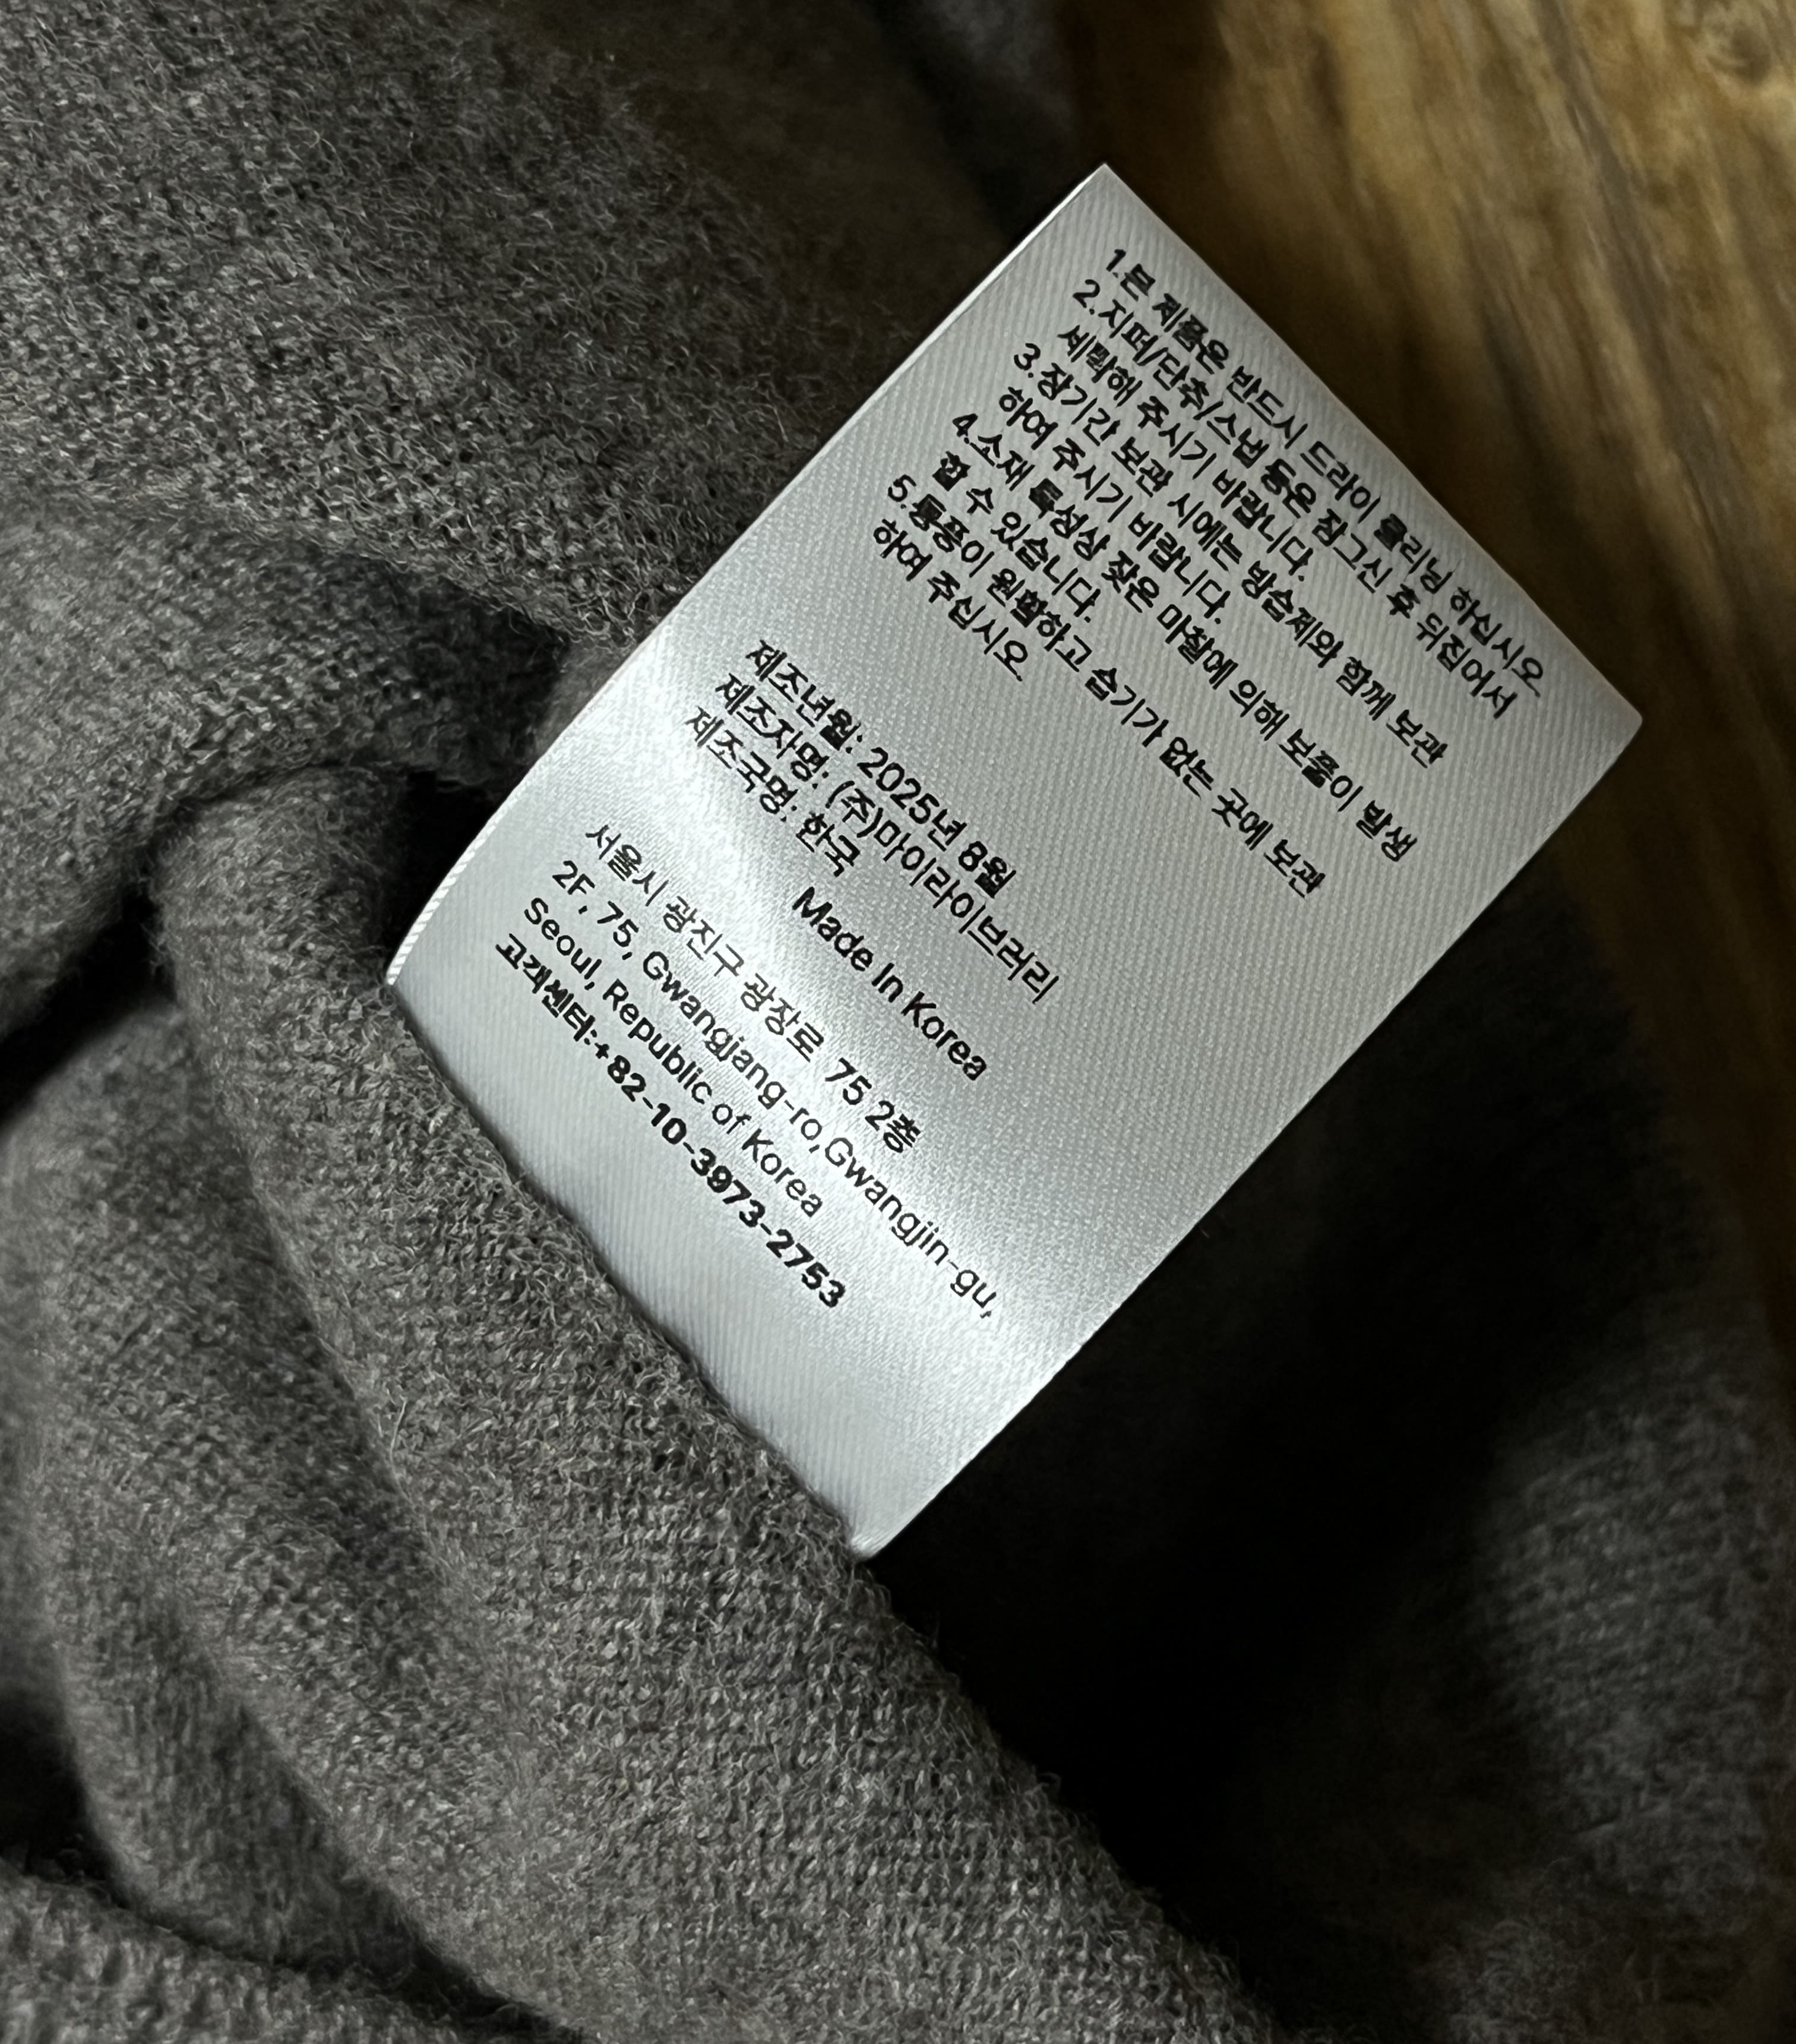 1.본 제품은 반드시 드라이 클리닝 하십시오.
2.지퍼/단추/스냅 등은 잠그신 후 뒤집어서
세탁해 주시기 바랍니다.
3.장기간 보관 시에는 방습제와 함께 보관
하여 주시기 바랍니다.
4.소재 특성상 잦은 마찰에 의해 보풀이 발생
할 수 있습니다.
5.통풍이 원활하고 습기가 없는 곳에 보관
하여 주십시오.
제조년월: 2025년 8월
제조자명: (주)마이라이브러리
제조국명: 한국
Made In Korea
서울시 광진구 광장로 75 2층
2F, 75, Gwangjang-ro,Gwangjin-gu,
Seoul, Republic of Korea
고객센터:+82-10-3973-2753